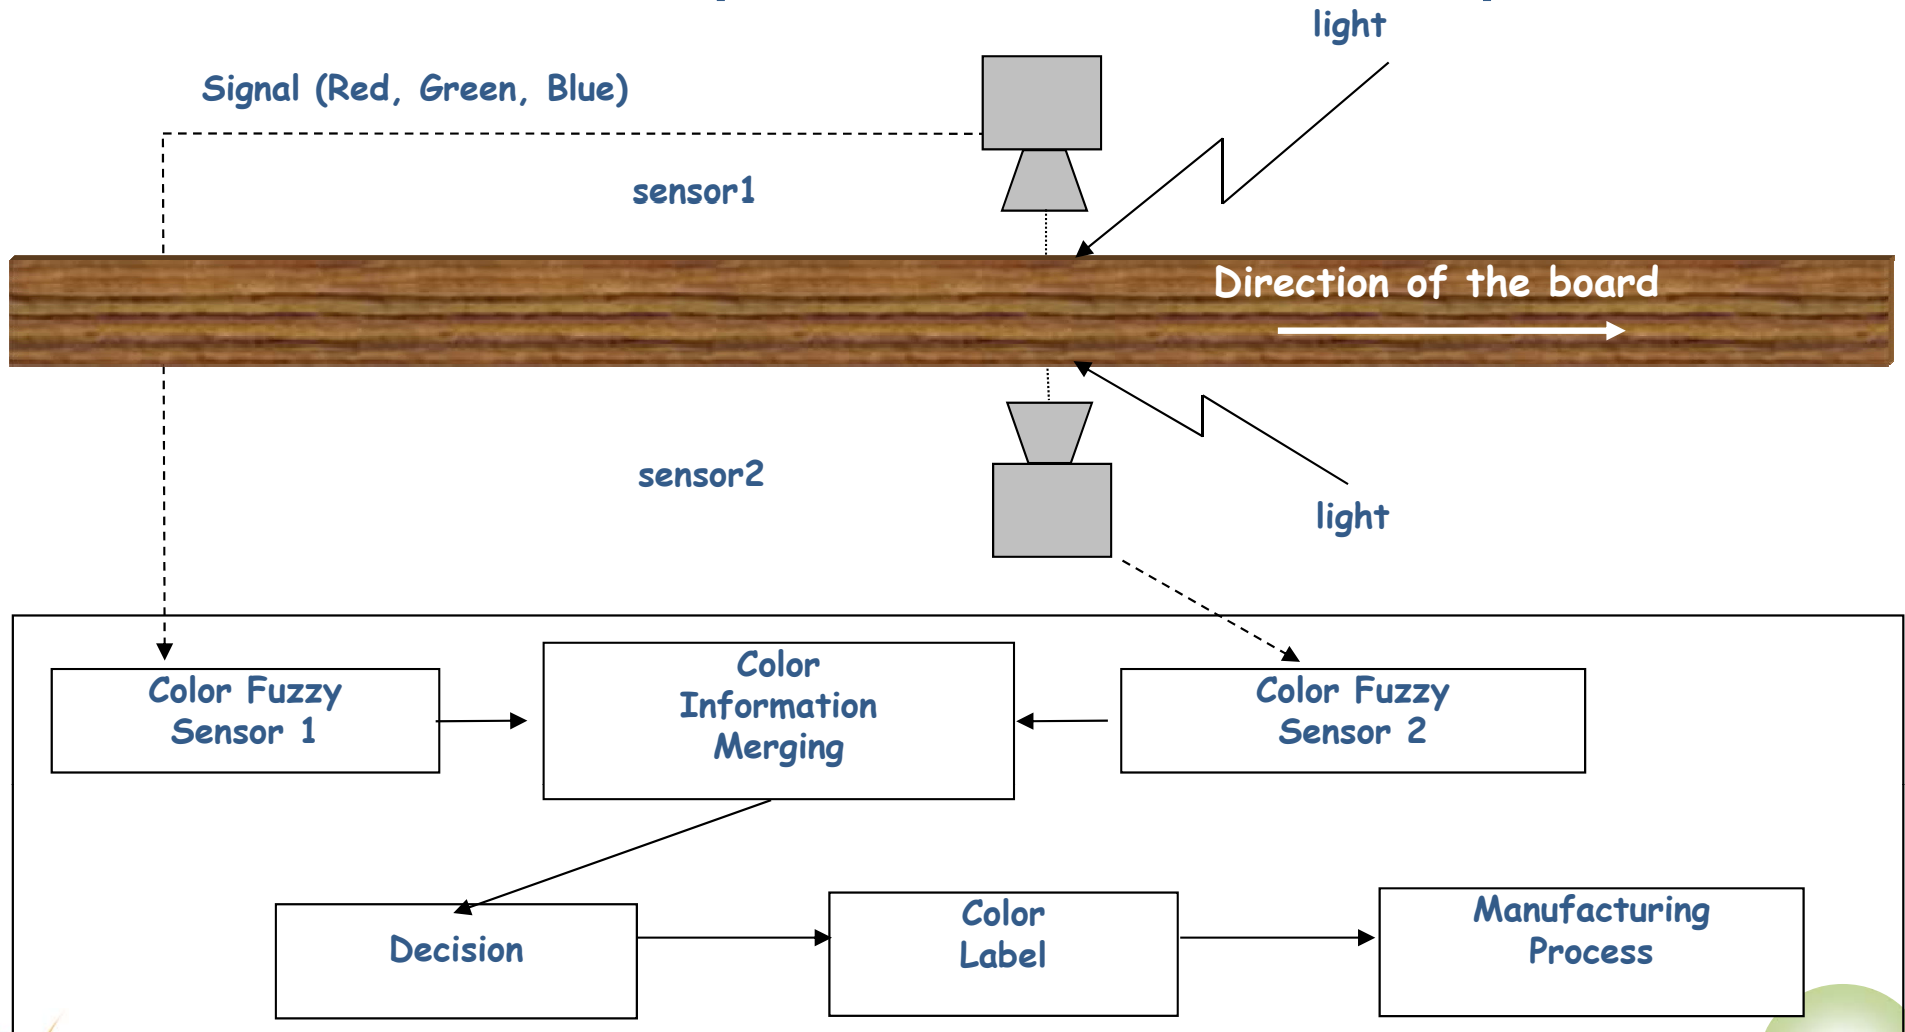 light
Signal (Red, Green, Blue)
sensor1
Direction of the board
sensor2
light
Color Fuzzy
Sensor 1
Color
Information
Merging
Color Fuzzy
Sensor 2
Decision
Color
Label
Manufacturing
Process